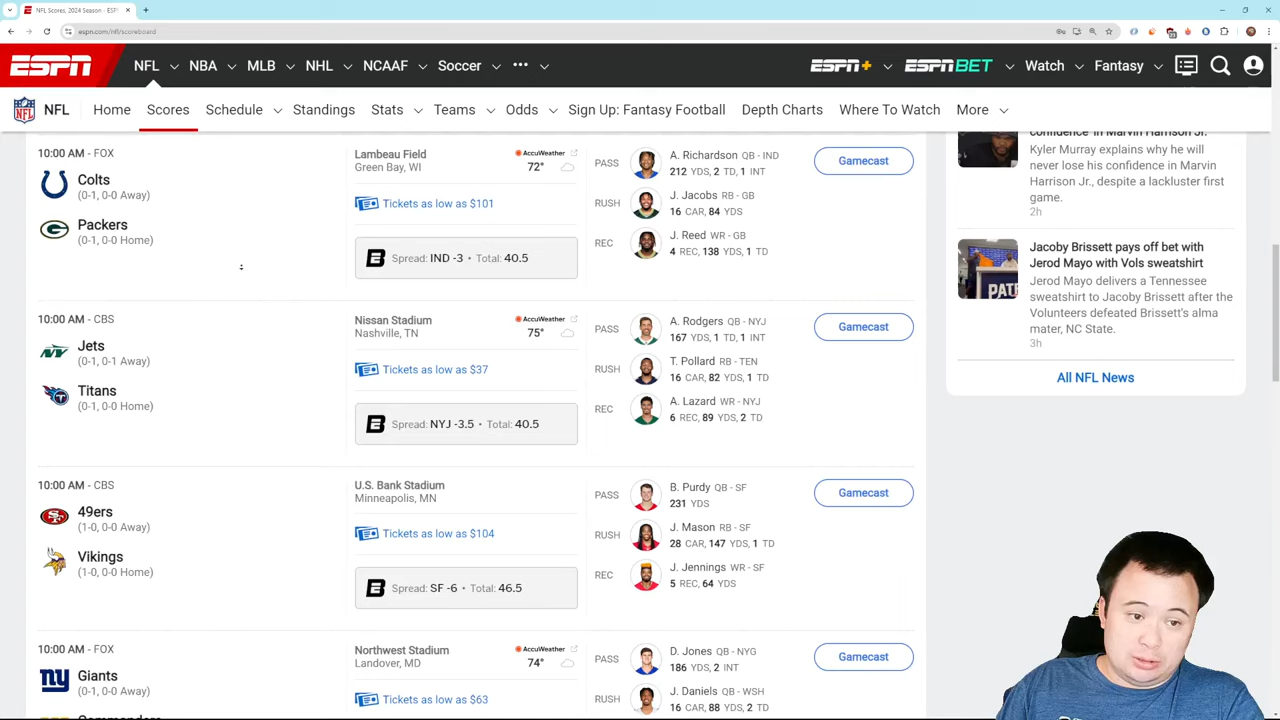 NFL Scores, 2024 Season - ESPN
espn.com/nfl/scoreboard
ESPN NFL NBA MLB NHL NCAAF Soccer ••• ESPN+ ESPN BET Watch Fantasy
NFL Home Scores Schedule Standings Stats Teams Odds Sign Up: Fantasy Football Depth Charts Where To Watch More
10:00 AM - FOX
Colts
(0-1, 0-0 Away)
Packers
(0-1, 0-0 Home)
Lambeau Field
Green Bay, WI
AccuWeather
72°
Tickets as low as $101
Spread: IND -3 • Total: 40.5
PASS A. Richardson QB - IND
212 YDS, 2 TD, 1 INT
RUSH J. Jacobs RB - GB
16 CAR, 84 YDS
REC J. Reed WR - GB
4 REC, 138 YDS, 1 TD
Gamecast
10:00 AM - CBS
Jets
(0-1, 0-1 Away)
Titans
(0-1, 0-0 Home)
Nissan Stadium
Nashville, TN
AccuWeather
75°
Tickets as low as $37
Spread: NYJ -3.5 • Total: 40.5
PASS A. Rodgers QB - NYJ
167 YDS, 1 TD, 1 INT
RUSH T. Pollard RB - TEN
16 CAR, 82 YDS, 1 TD
REC A. Lazard WR - NYJ
6 REC, 89 YDS, 2 TD
Gamecast
10:00 AM - CBS
49ers
(1-0, 0-0 Away)
Vikings
(1-0, 0-0 Home)
U.S. Bank Stadium
Minneapolis, MN
Tickets as low as $104
Spread: SF -6 • Total: 46.5
PASS B. Purdy QB - SF
231 YDS
RUSH J. Mason RB - SF
28 CAR, 147 YDS, 1 TD
REC J. Jennings WR - SF
5 REC, 64 YDS
Gamecast
10:00 AM - FOX
Giants
(0-1, 0-0 Away)
Commanders
Northwest Stadium
Landover, MD
AccuWeather
74°
Tickets as low as $63
PASS D. Jones QB - NYG
186 YDS, 2 INT
RUSH J. Daniels QB - WSH
16 CAR, 88 YDS, 2 TD
Gamecast
confidence' in Marvin Harrison Jr.
Kyler Murray explains why he will
never lose his confidence in Marvin
Harrison Jr., despite a lackluster first
game.
2h
Jacoby Brissett pays off bet with
Jerod Mayo with Vols sweatshirt
Jerod Mayo delivers a Tennessee
sweatshirt to Jacoby Brissett after the
Volunteers defeated Brissett's alma
mater, NC State.
3h
All NFL News